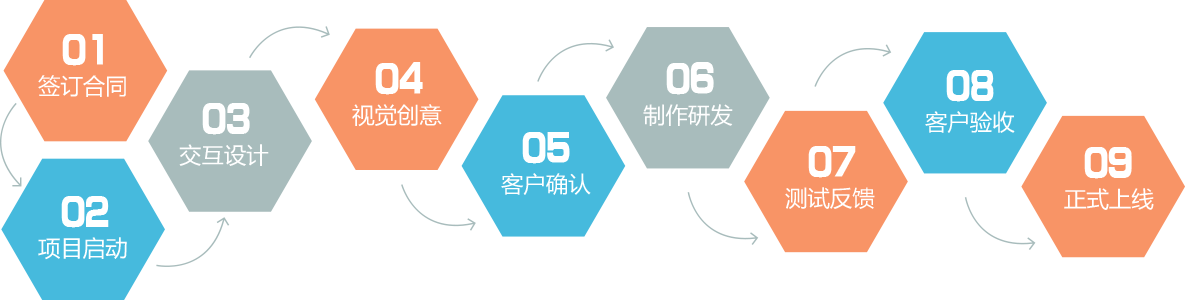 01
签订合同
02
项目启动
03
交互设计
04
视觉创意
05
客户确认
06
制作研发
07
测试反馈
08
客户验收
09
正式上线